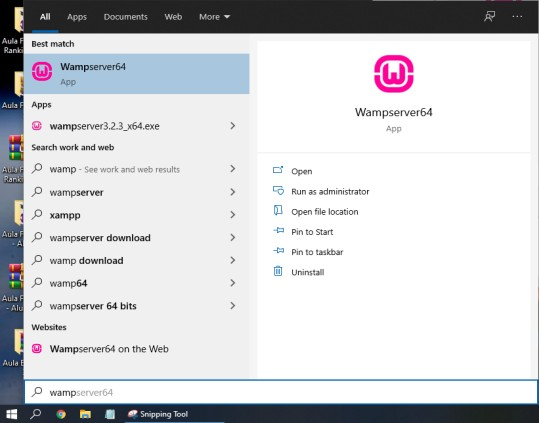 All Apps Documents Web More
Best match
Wampserver64
App
Apps
wampserver3.2.3_x64.exe
Search work and web
wamp - See work and web results
wampserver
xampp
wampserver download
wamp download
wamp64
wampserver 64 bits
Websites
Wampserver64 on the Web
Wampserver64
App
Open
Run as administrator
Open file location
Pin to Start
Pin to taskbar
Uninstall
Aula F
Ranki
Aula F
Aula F
Ranki
Aula F
- Al
Aula F
- Alu
Aula E
wampserver64
Snipping Tool